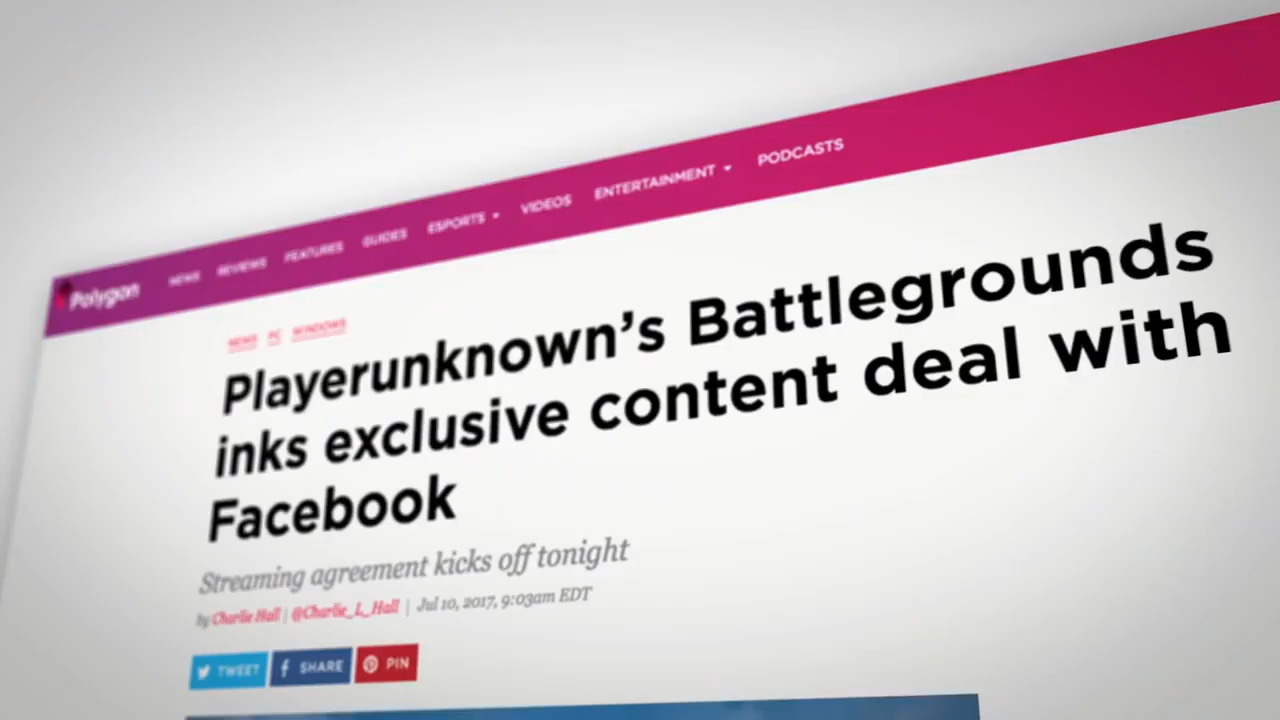 Polygon NEWS REVIEWS FEATURES GUIDES ESPORTS VIDEOS ENTERTAINMENT PODCASTS
NEWS PC WINDOWS
Playerunknown’s Battlegrounds
inks exclusive content deal with
Facebook
Streaming agreement kicks off tonight
by Charlie Hall | @Charlie_L_Hall | Jul 10, 2017, 9:03am EDT
TWEET SHARE PIN